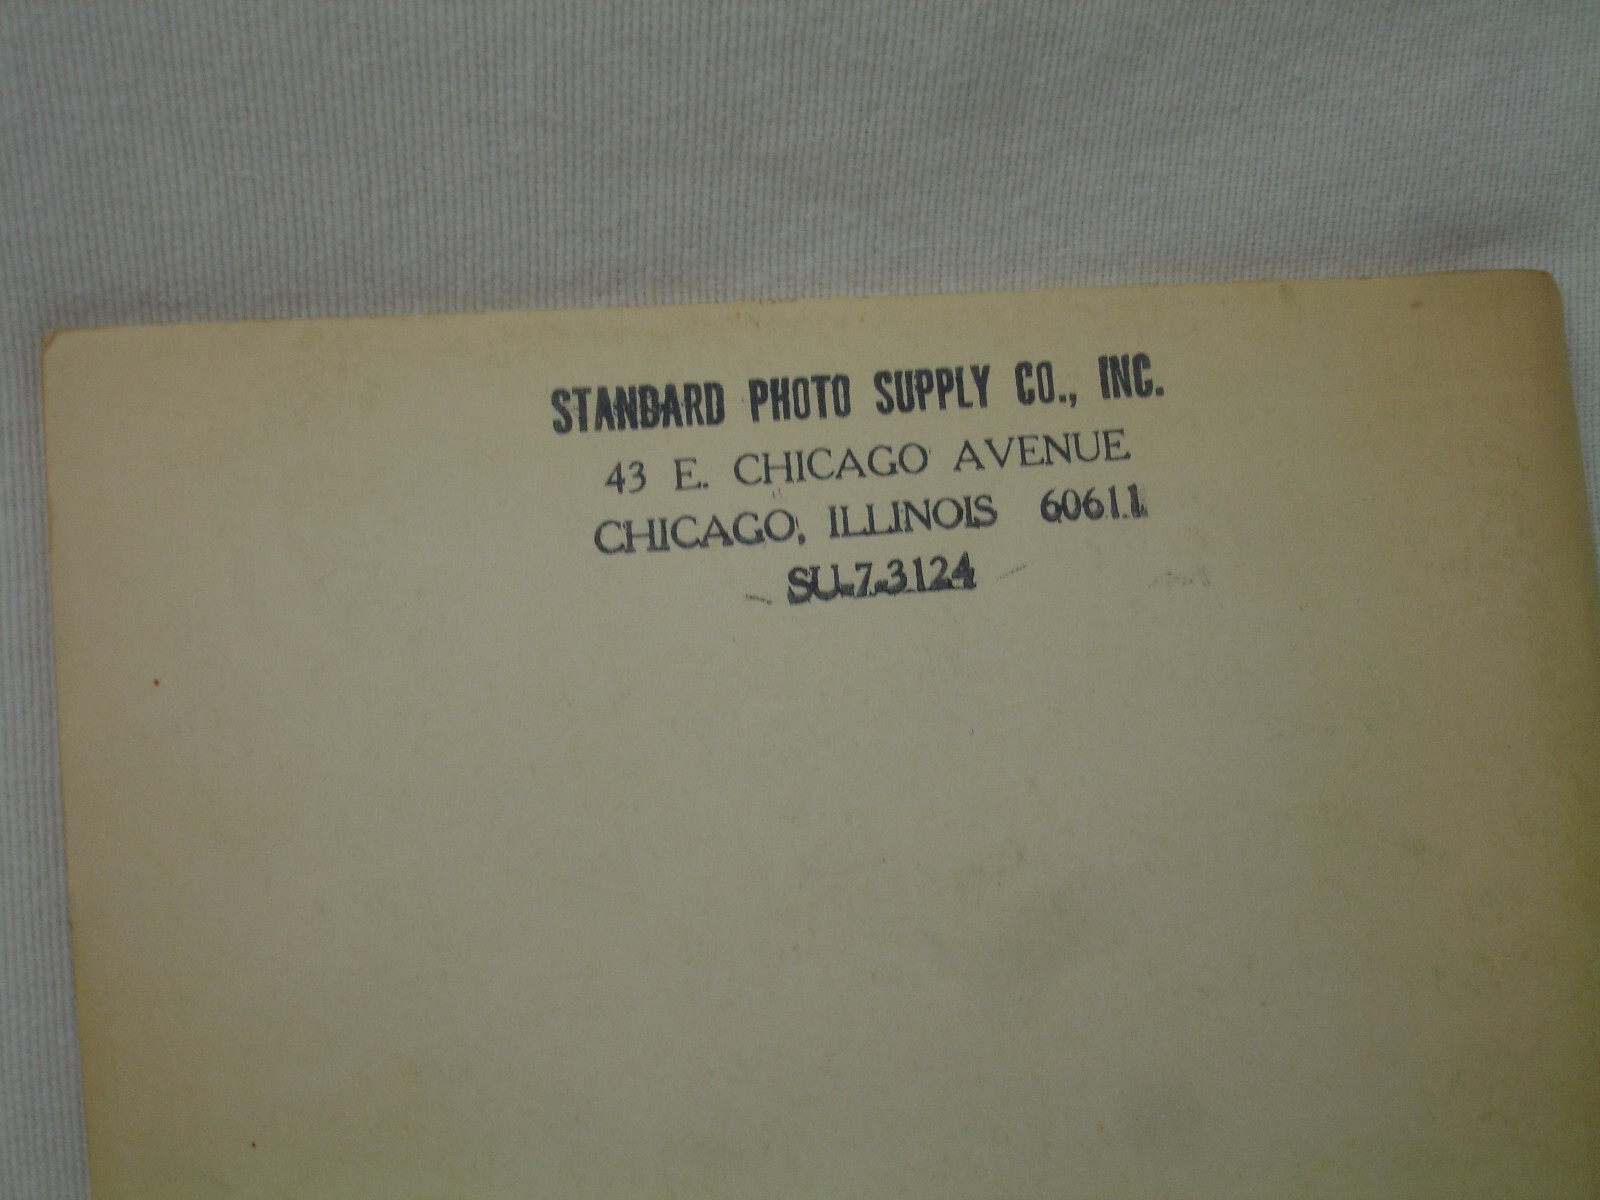 STANDARD PHOTO SUPPLY CO., INC.
43 E. CHICAGO AVENUE
CHICAGO, ILLINOIS 60611
SU-7-3124